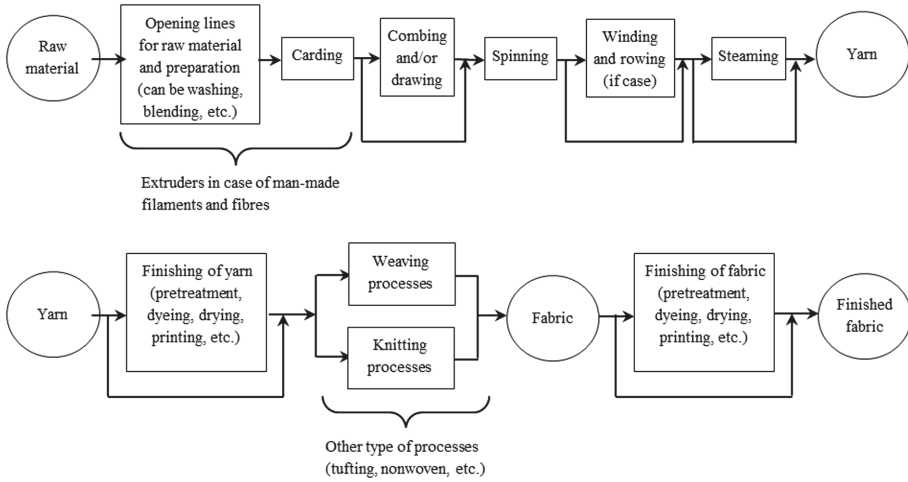 Raw
material
Opening lines
for raw material
and preparation
(can be washing,
blending, etc.)
Carding
Combing
and/or
drawing
Spinning
Winding
and rowing
(if case)
Steaming
Yarn
Extruders in case of man-made
filaments and fibres
Yarn
Finishing of yarn
(pretreatment,
dyeing, drying,
printing, etc.)
Weaving
processes
Knitting
processes
Fabric
Finishing of fabric
(pretreatment,
dyeing, drying,
printing, etc.)
Finished
fabric
Other type of processes
(tufting, nonwoven, etc.)